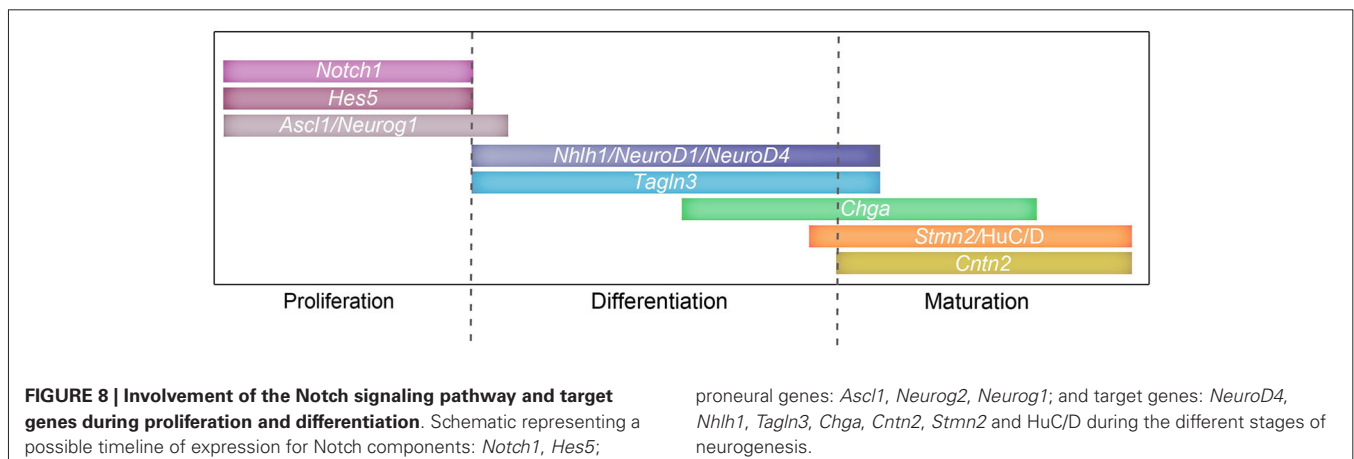 Notch1
Hes5
Ascl1/Neurog1
Nhlh1/NeuroD1/NeuroD4
Tagln3
Chga
Stmn2/HuC/D
Cntn2
Proliferation
Differentiation
Maturation
FIGURE 8 | Involvement of the Notch signaling pathway and target
genes during proliferation and differentiation. Schematic representing a
possible timeline of expression for Notch components: Notch1, Hes5;
proneural genes: Ascl1, Neurog2, Neurog1; and target genes: NeuroD4,
Nhlh1, Tagln3, Chga, Cntn2, Stmn2 and HuC/D during the different stages of
neurogenesis.